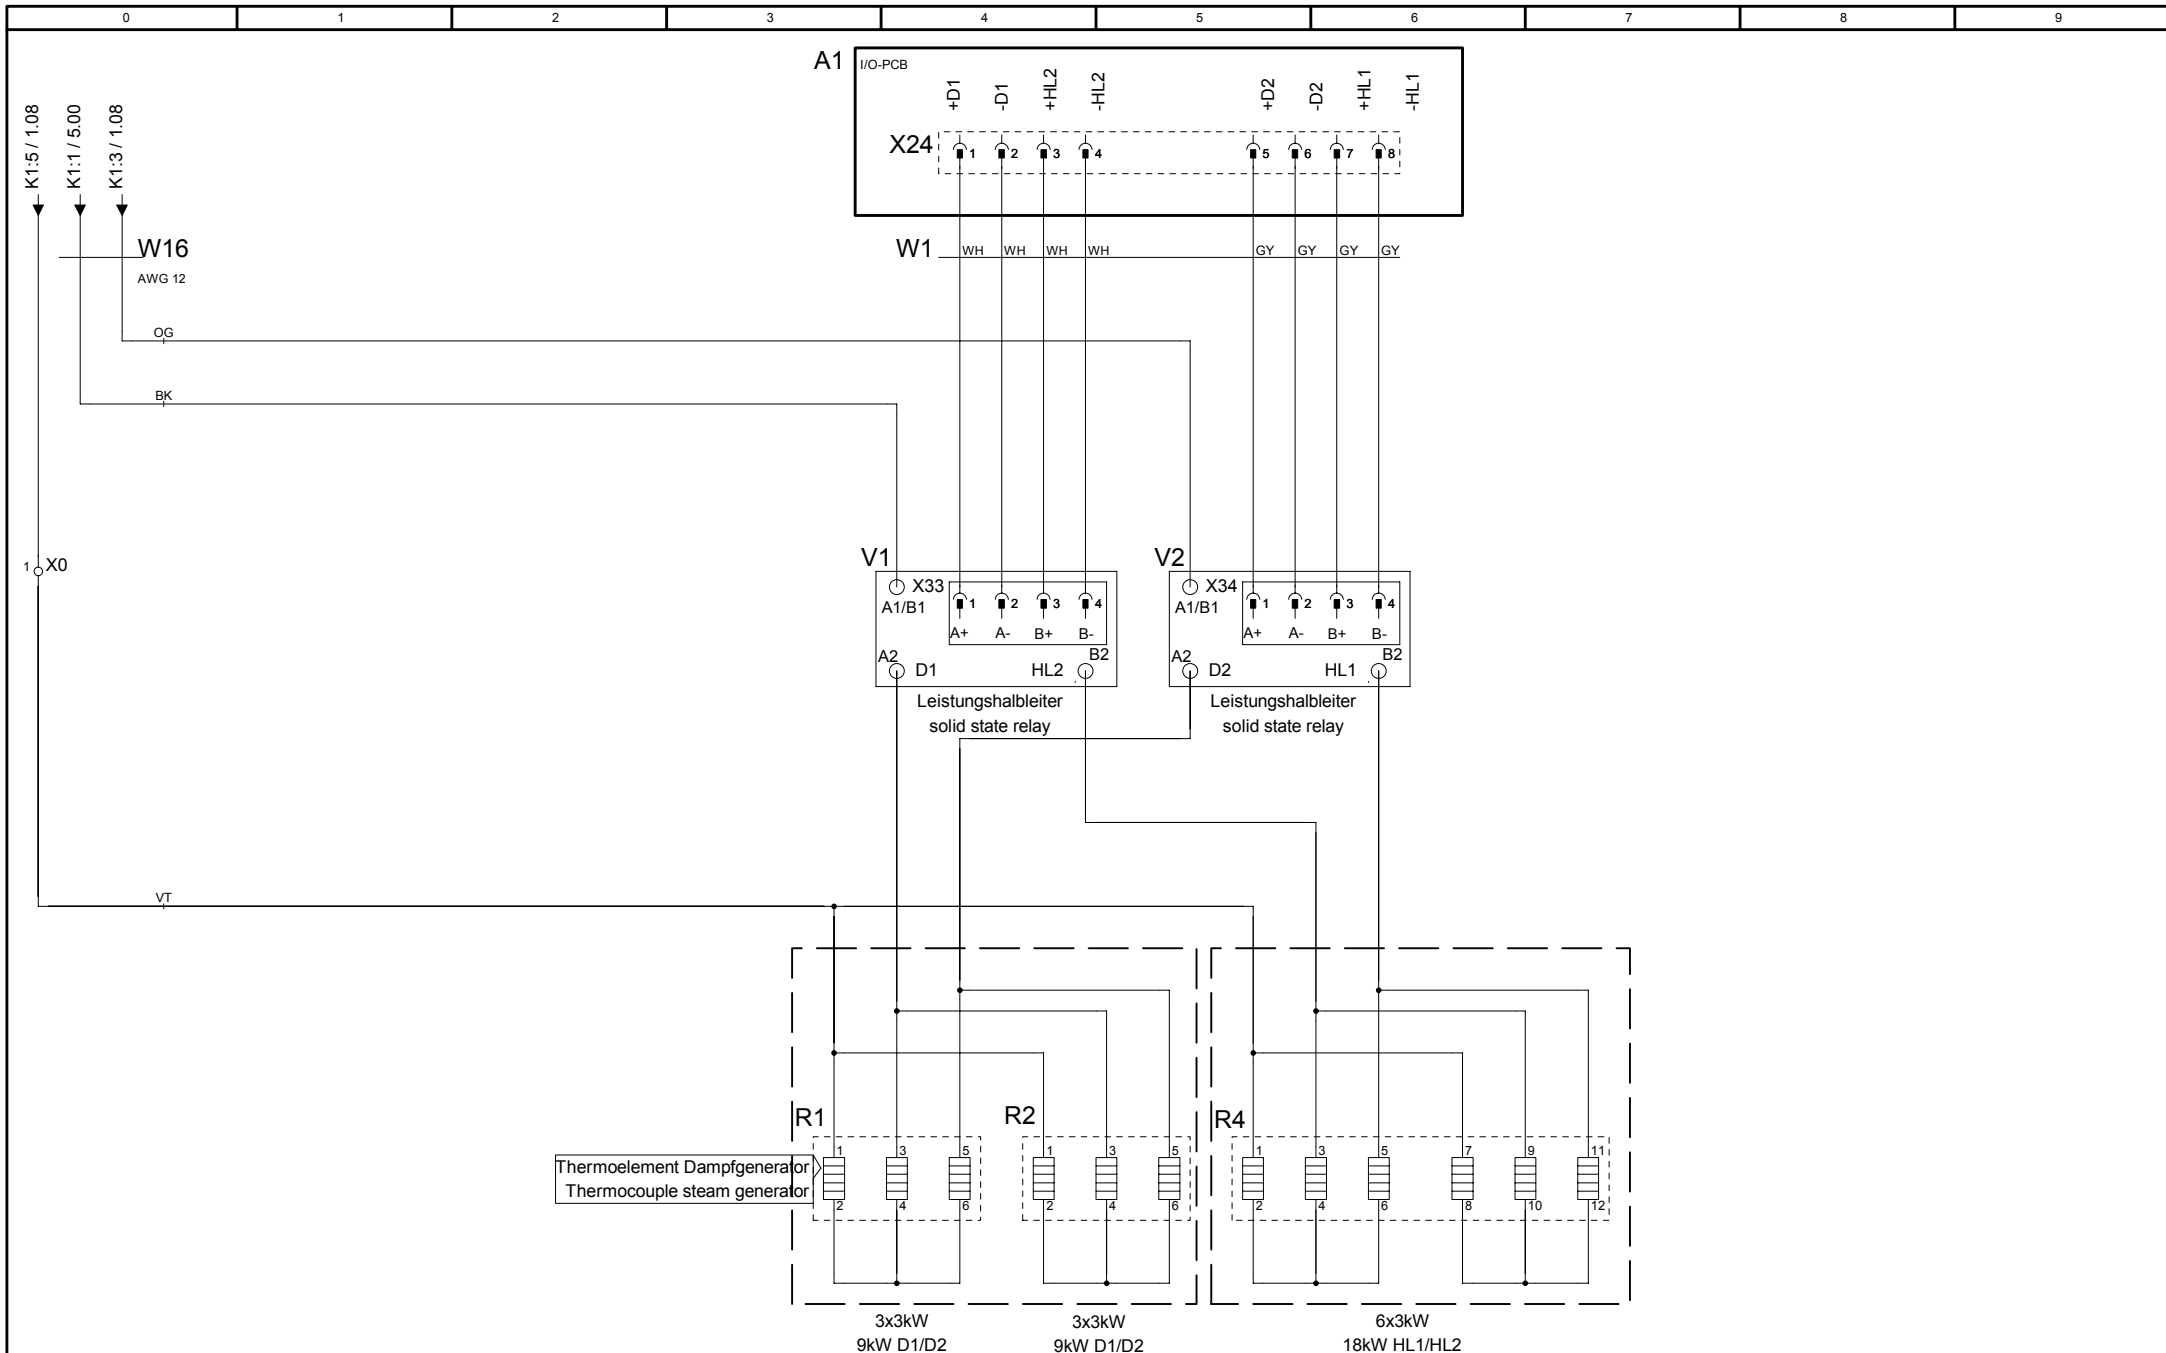 0 1 2 3 4 5 6 7 8 9
A1 I/O-PCB
+D1 -D1 +HL2 -HL2 +D2 -D2 +HL1 -HL1
K1:5 / 1.08
K1:1 / 5.00
K1:3 / 1.08
X24 1 2 3 4 5 6 7 8
W16
AWG 12
W1 WH WH WH WH GY GY GY GY
OG
BK
1 X0
V1
X33 1 2 3 4
A1/B1
A+ A- B+ B-
A2 B2
D1 HL2
Leistungshalbleiter
solid state relay
V2
X34 1 2 3 4
A1/B1
A+ A- B+ B-
A2 B2
D2 HL1
Leistungshalbleiter
solid state relay
VT
R1
1 3 5
2 4 6
R2
1 3 5
2 4 6
R4
1 3 5 7 9 11
2 4 6 8 10 12
Thermoelement Dampfgenerator
Thermocouple steam generator
3x3kW
9kW D1/D2
3x3kW
9kW D1/D2
6x3kW
18kW HL1/HL2